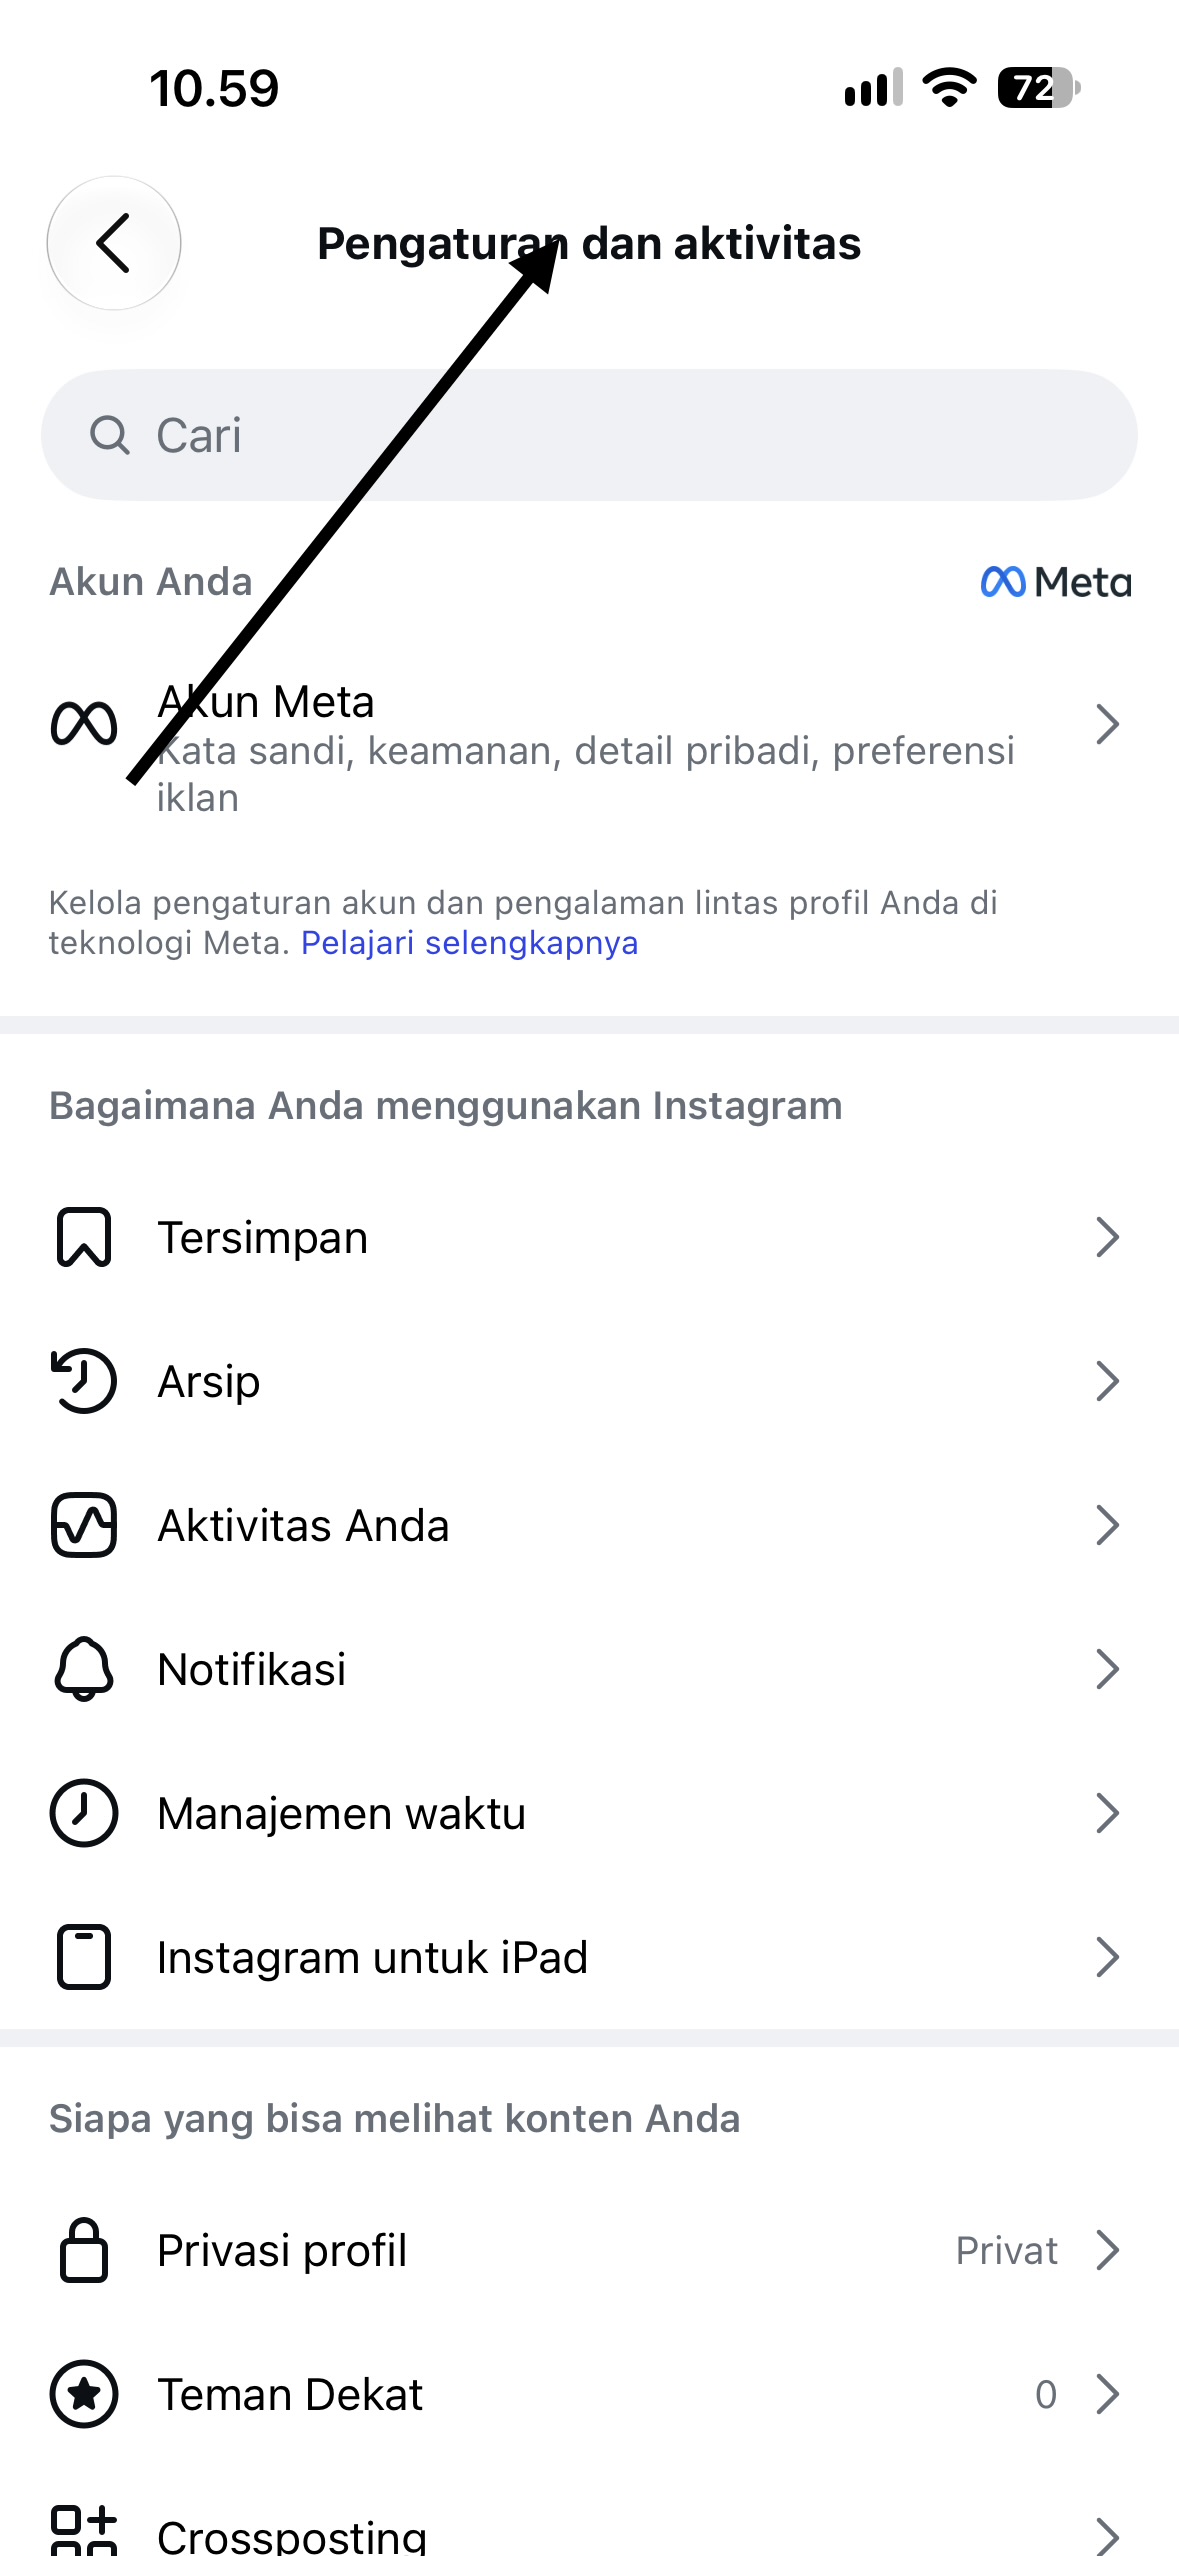 10.59
72
Pengaturan dan aktivitas
Cari
Akun Anda
Meta
Akun Meta
Kata sandi, keamanan, detail pribadi, preferensi
iklan
Kelola pengaturan akun dan pengalaman lintas profil Anda di
teknologi Meta. Pelajari selengkapnya
Bagaimana Anda menggunakan Instagram
Tersimpan
Arsip
Aktivitas Anda
Notifikasi
Manajemen waktu
Instagram untuk iPad
Siapa yang bisa melihat konten Anda
Privasi profil
Privat
Teman Dekat
0
Crossposting